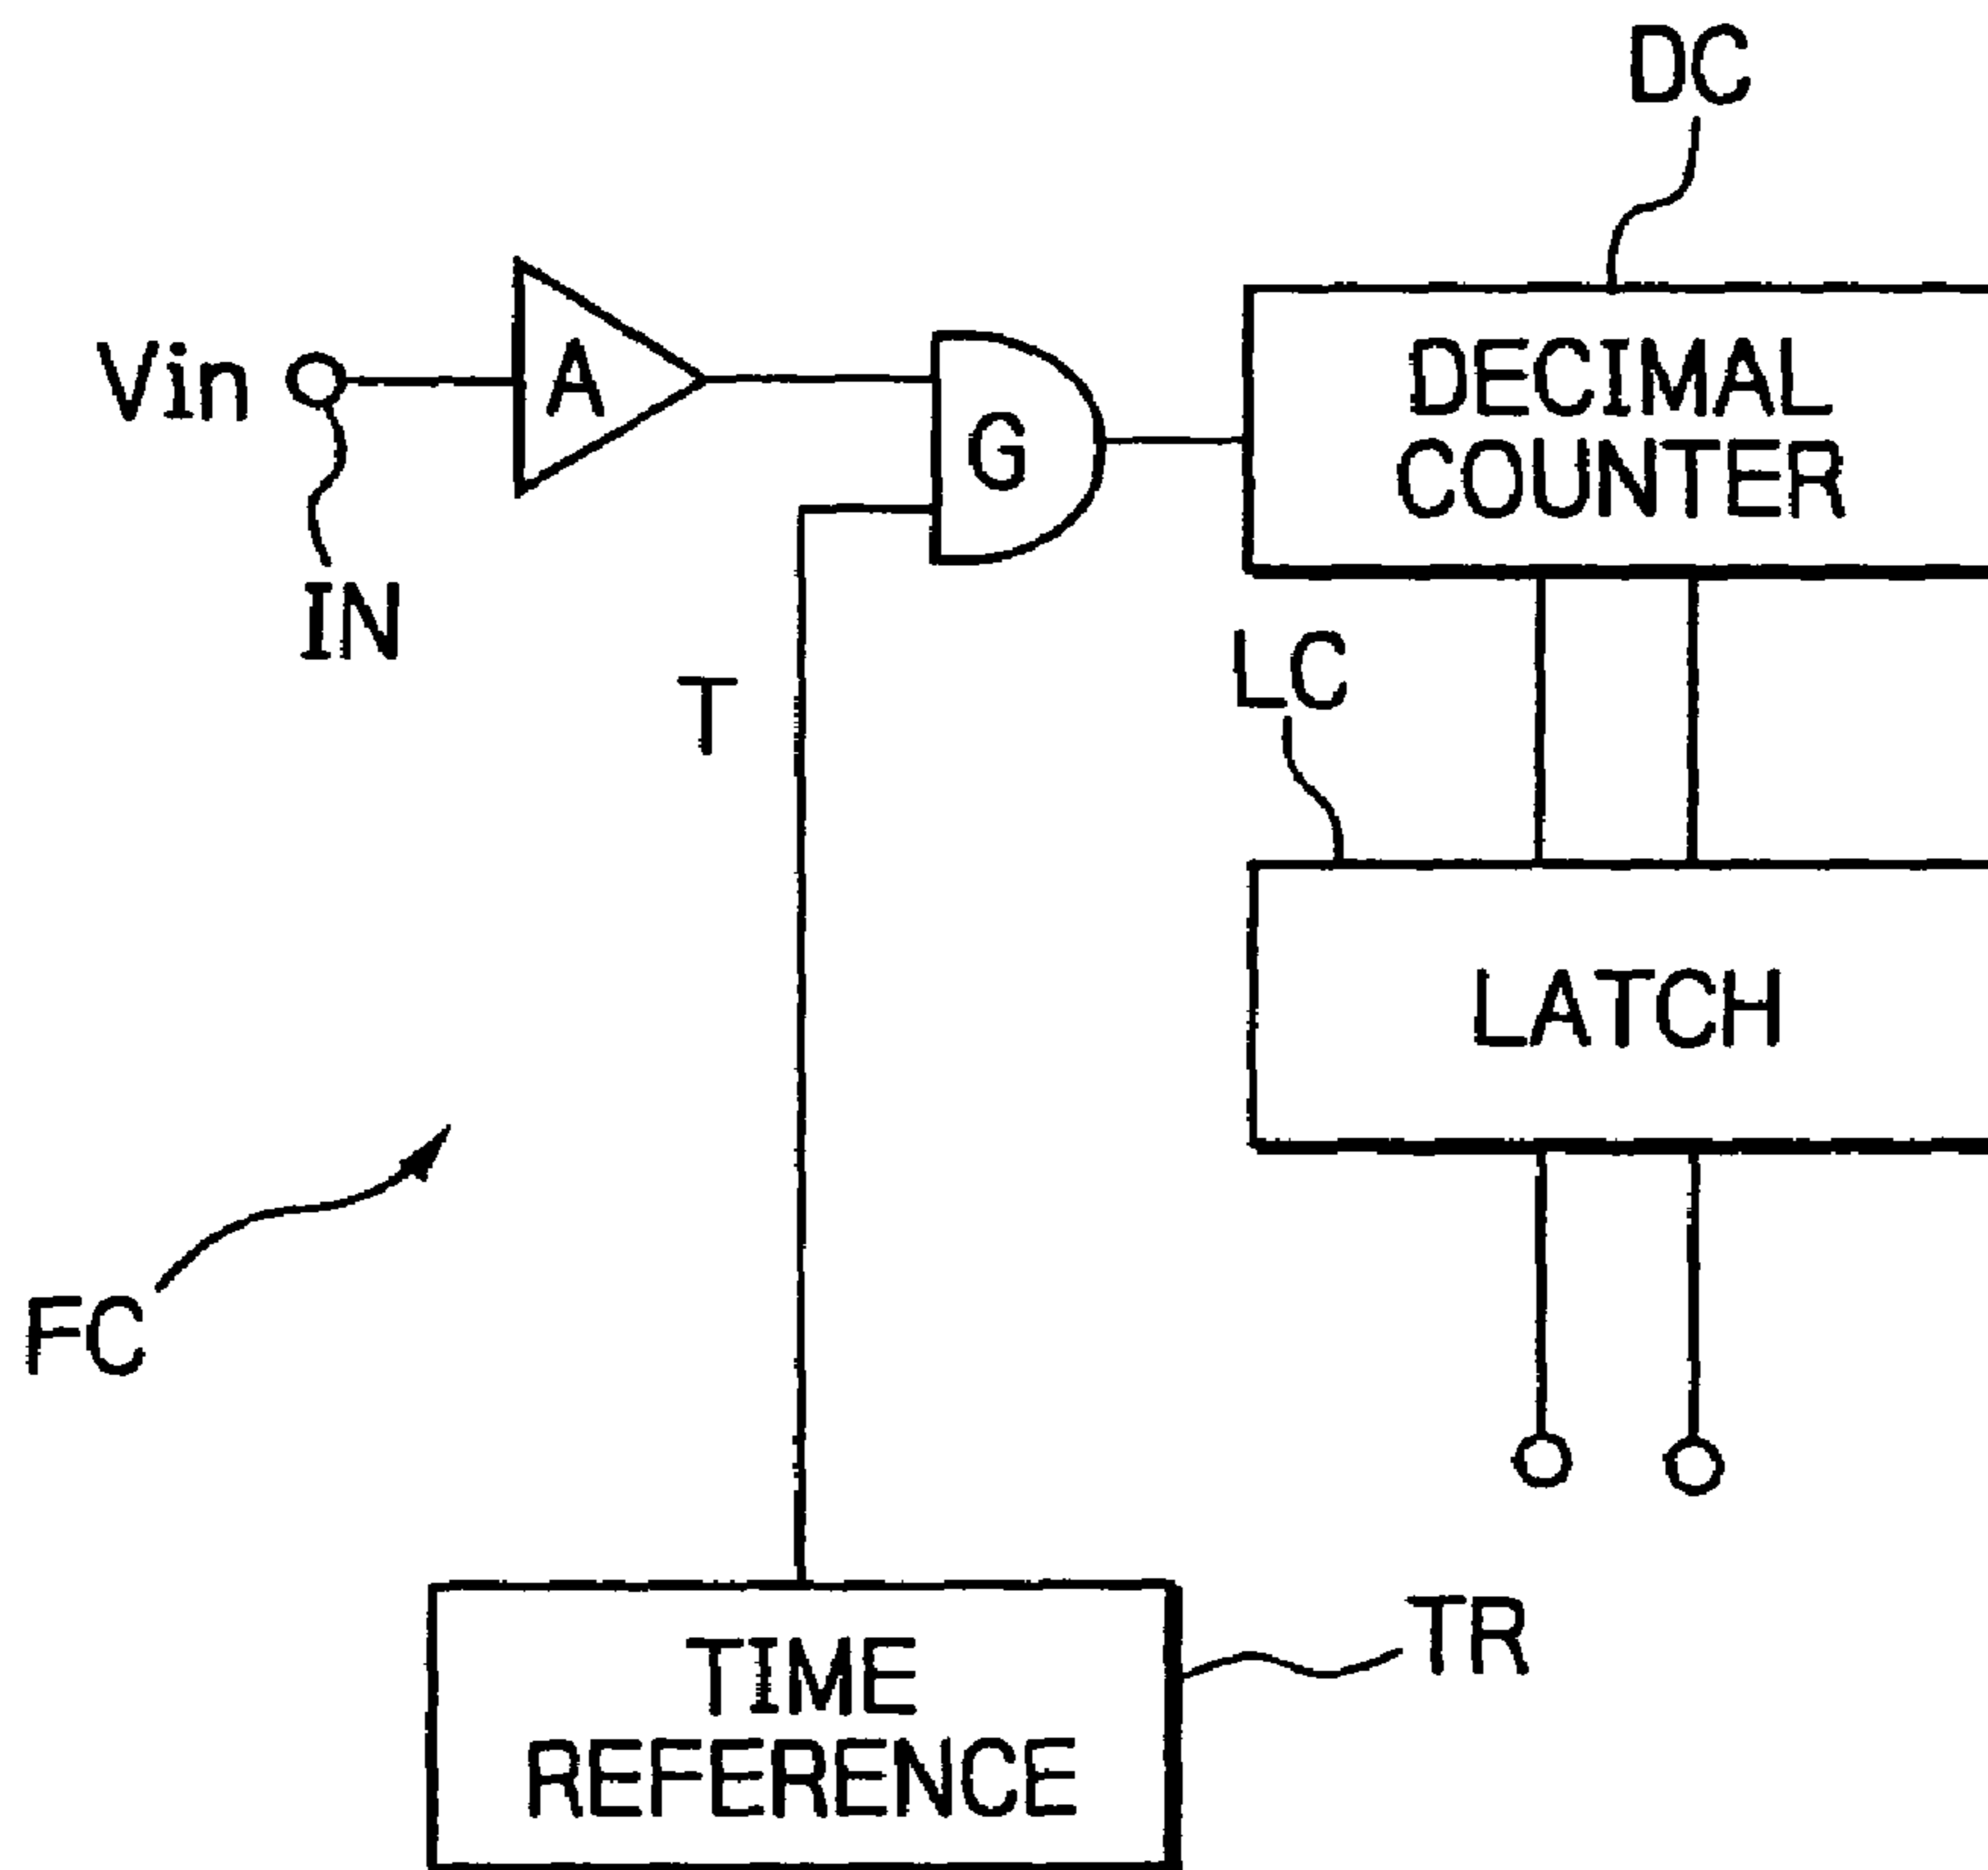 DC
Vin
A
G
DECIMAL
COUNTER
IN
T
LC
LATCH
FC
TR
TIME
REFERENCE